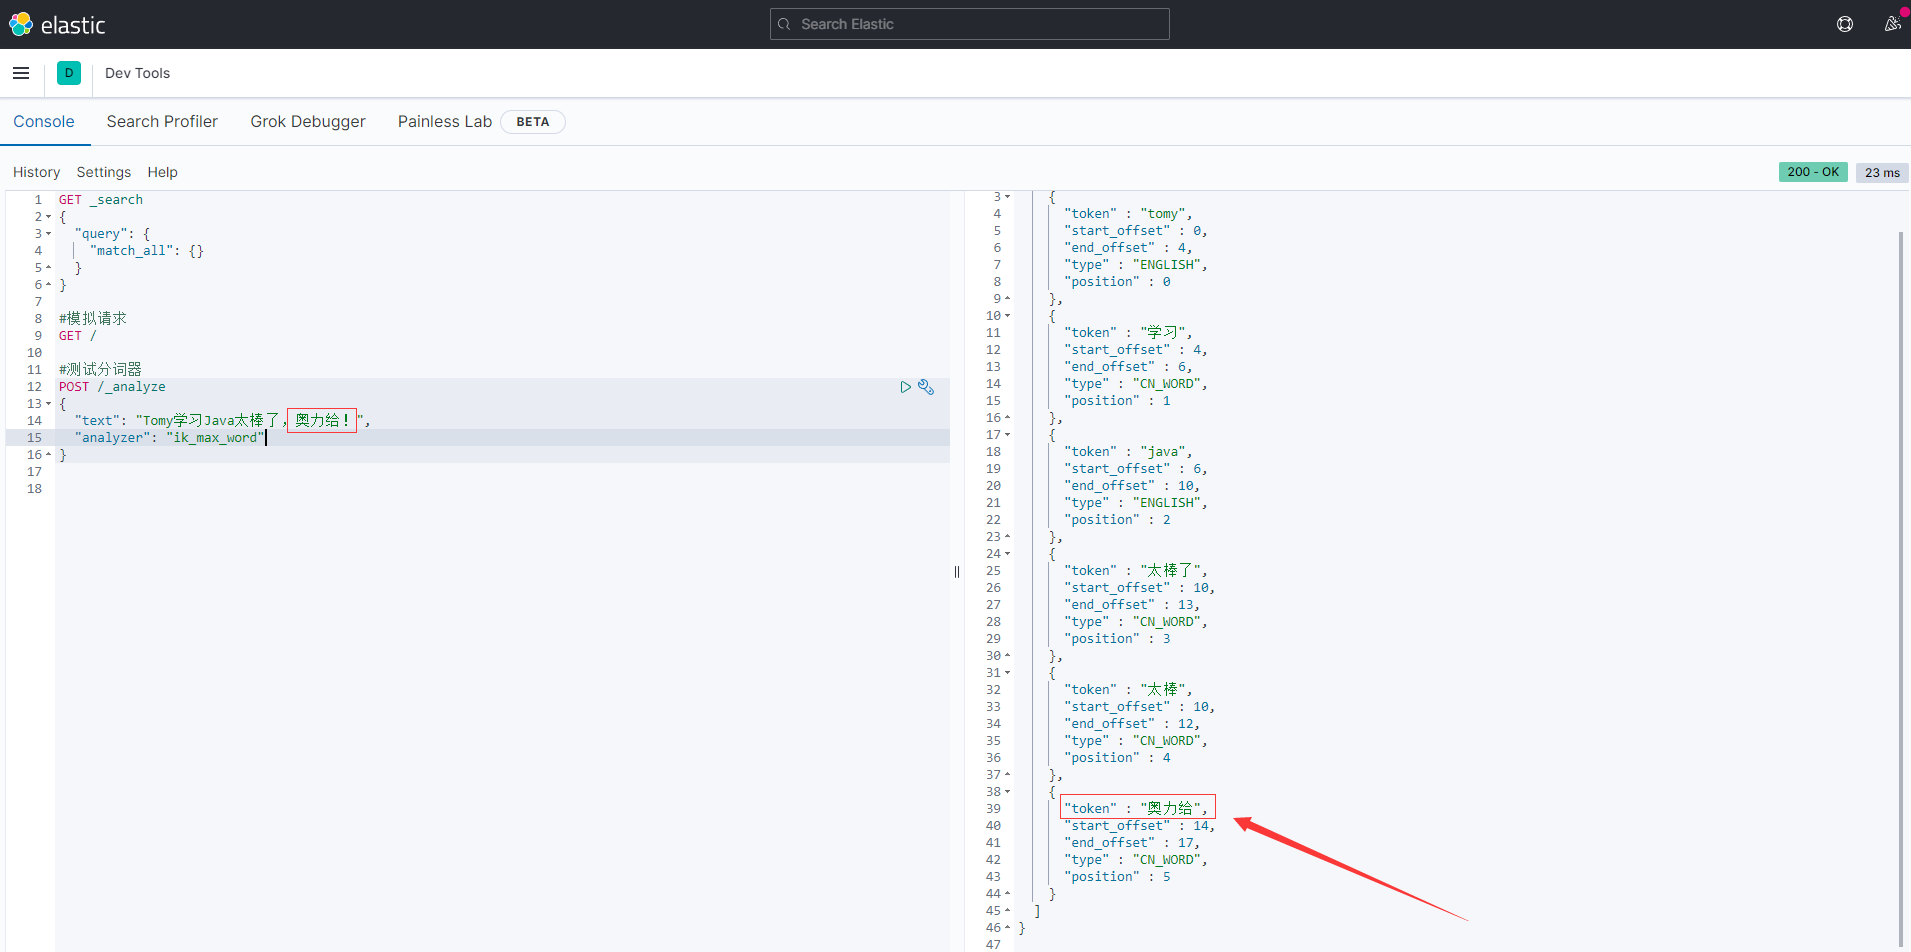 elastic
Search Elastic
D
Dev Tools
Console
Search Profiler
Grok Debugger
Painless Lab
BETA
History
Settings
Help
200 - OK
23 ms
1 GET _search
2 {
3 "query": {
4 "match_all": {}
5 }
6 }
7
8 #模拟请求
9 GET /
10
11 #测试分词器
12 POST /_analyze
13 {
14 "text": "Tomy学习Java太棒了，奥力给！",
15 "analyzer": "ik_max_word"
16 }
17
18
3 {
4 "token" : "tomy",
5 "start_offset" : 0,
6 "end_offset" : 4,
7 "type" : "ENGLISH",
8 "position" : 0
9 },
10 {
11 "token" : "学习",
12 "start_offset" : 4,
13 "end_offset" : 6,
14 "type" : "CN_WORD",
15 "position" : 1
16 },
17 {
18 "token" : "java",
19 "start_offset" : 6,
20 "end_offset" : 10,
21 "type" : "ENGLISH",
22 "position" : 2
23 },
24 {
25 "token" : "太棒了",
26 "start_offset" : 10,
27 "end_offset" : 13,
28 "type" : "CN_WORD",
29 "position" : 3
30 },
31 {
32 "token" : "太棒",
33 "start_offset" : 10,
34 "end_offset" : 12,
35 "type" : "CN_WORD",
36 "position" : 4
37 },
38 {
39 "token" : "奥力给",
40 "start_offset" : 14,
41 "end_offset" : 17,
42 "type" : "CN_WORD",
43 "position" : 5
44 }
45 ]
46 }
47